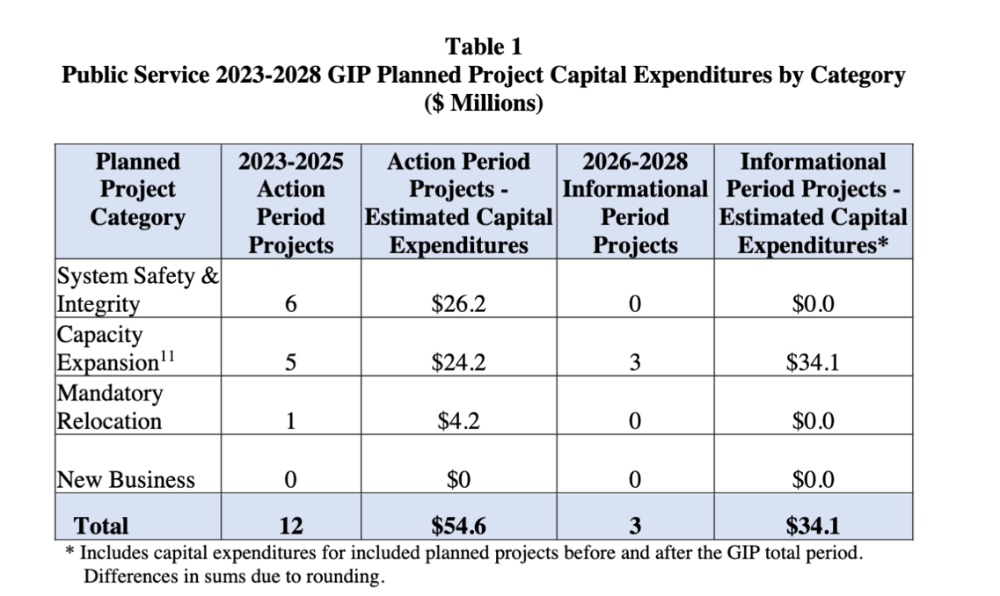 Table 1
Public Service 2023-2028 GIP Planned Project Capital Expenditures by Category
($ Millions)
Planned
Project
Category
2023-2025
Action
Period
Projects
Action Period
Projects -
Estimated Capital
Expenditures
2026-2028
Informational
Period
Projects
Informational
Period Projects -
Estimated Capital
Expenditures*
System Safety &
Integrity
6
$26.2
0
$0.0
Capacity
Expansion¹¹
5
$24.2
3
$34.1
Mandatory
Relocation
1
$4.2
0
$0.0
New Business
0
$0
0
$0.0
Total
12
$54.6
3
$34.1
* Includes capital expenditures for included planned projects before and after the GIP total period.
Differences in sums due to rounding.